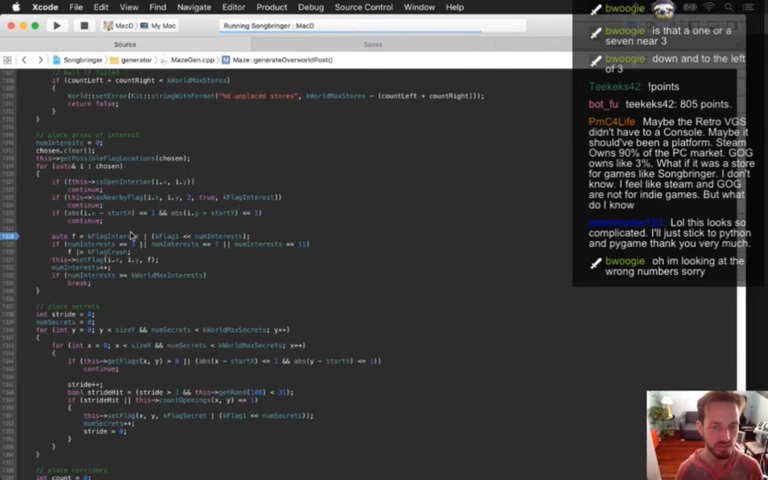 Xcode File Edit View Find Navigate Editor Product Debug Source Control Window Help
MacD My Mac
Running Songbringer : MacD
Source
Saves
Songbringer generator MazeGen.cpp Maze::generateOverworldPost()
// bail if failed
if (countLeft + countRight < kWorldMaxStores)
{
World::setError(Kit::stringWithFormat("%d unplaced stores", kWorldMaxStores - (countLeft + countRight)));
return false;
}
// place areas of interest
numInterests = 0;
chosen.clear();
this->getPossibleFlagLocations(chosen);
for (auto& i : chosen)
{
if (!this->isOpenInterior(i.x, i.y))
continue;
if (this->hasNearbyFlag(i.x, i.y, 2, true, kFlagInterest))
continue;
if (abs(i.x - startX) <= 1 && abs(i.y - startY) <= 1)
continue;
auto f = kFlagInterest | (kFlag1 << numInterests);
if (numInterests == 3 || numInterests == 7 || numInterests == 11)
f |= kFlagCrash;
this->setFlag(i.x, i.y, f);
numInterests++;
if (numInterests >= kWorldMaxInterests)
break;
}
// place secrets
int stride = 0;
numSecrets = 0;
for (int y = 0; y < sizeY && numSecrets < kWorldMaxSecrets; y++)
{
for (int x = 0; x < sizeX && numSecrets < kWorldMaxSecrets; x++)
{
if (this->getFlags(x, y) > 0 || (abs(x - startX) <= 1 && abs(y - startY) <= 1))
continue;
stride++;
bool strideHit = (stride > 2 && this->getRand(100) < 31);
if (strideHit || this->countOpenings(x, y) == 1)
{
this->setFlag(x, y, kFlagSecret | (kFlag1 << numSecrets));
numSecrets++;
stride = 0;
}
}
}
// place corridors
int count = 0;
bwoogie
bwoogie is that a one or a
seven near 3
bwoogie down and to the left
of 3
Teekeks42 !points
bot_fu teekeks42: 805 points.
PmC4Life Maybe the Retro VGS
didn't have to a Console. Maybe it
should've been a platform. Steam
Owns 90% of the PC market. GOG
owns like 3%. What if it was a store
for games like Songbringer. I don't
know. I feel like steam and GOG
are not for indie games. But what
do I know
Lol this looks so
complicated. I'll just stick to python
and pygame thank you very much.
bwoogie oh im looking at the
wrong numbers sorry